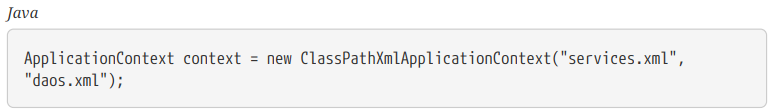 Java
ApplicationContext context = new ClassPathXmlApplicationContext("services.xml",
"daos.xml");